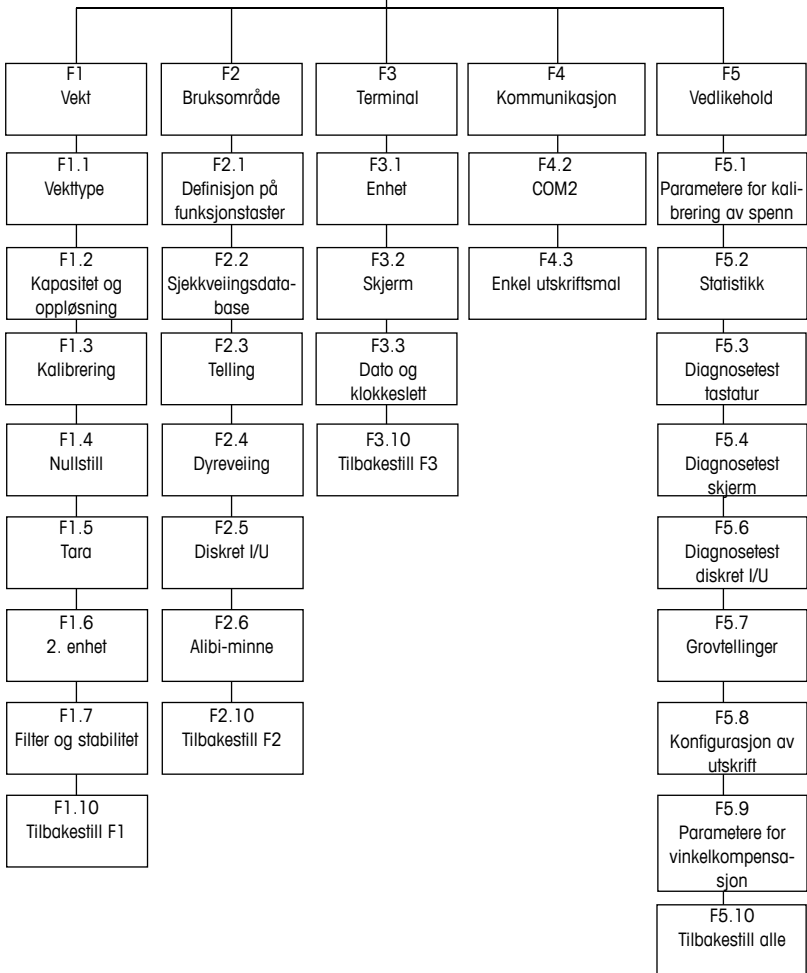 F1
Vekt
F1.1
Vekttype
F1.2
Kapasitet og
oppløsning
F1.3
Kalibrering
F1.4
Nullstill
F1.5
Tara
F1.6
2. enhet
F1.7
Filter og stabilitet
F1.10
Tilbakestill F1
F2
Bruksområde
F2.1
Definisjon på
funksjonstaster
F2.2
Sjekkveiingsdata-
base
F2.3
Telling
F2.4
Dyreveiing
F2.5
Diskret I/U
F2.6
Alibi-minne
F2.10
Tilbakestill F2
F3
Terminal
F3.1
Enhet
F3.2
Skjerm
F3.3
Dato og
klokkeslett
F3.10
Tilbakestill F3
F4
Kommunikasjon
F4.2
COM2
F4.3
Enkel utskriftsmal
F5
Vedlikehold
F5.1
Parametere for kali-
brering av spenn
F5.2
Statistikk
F5.3
Diagnosetest
tastatur
F5.4
Diagnosetest
skjerm
F5.6
Diagnosetest
diskret I/U
F5.7
Grovtellinger
F5.8
Konfigurasjon av
utskrift
F5.9
Parametere for
vinkelkompensa-
sjon
F5.10
Tilbakestill alle